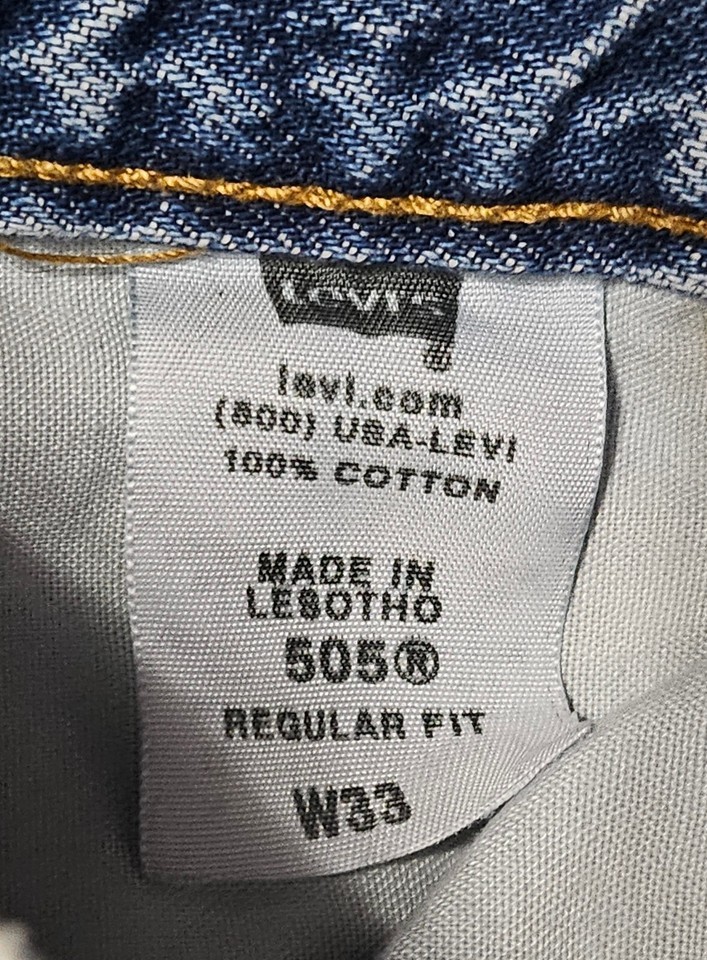 Levi's
®
levi.com
(800) USA-LEVI
100% COTTON
MADE IN
LESOTHO
505®
REGULAR FIT
W33